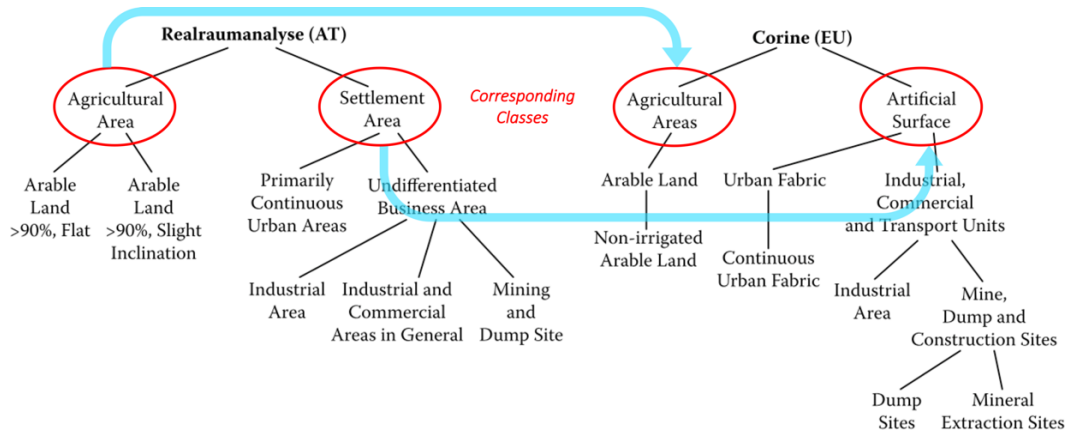 Realraumanalyse (AT)
Corine (EU)
Agricultural
Area
Settlement
Area
Corresponding
Classes
Agricultural
Areas
Artificial
Surface
Arable
Land
>90%, Flat
Arable
Land
>90%, Slight
Inclination
Primarily
Continuous
Urban Areas
Undifferentiated
Business Area
Arable Land
Urban Fabric
Industrial,
Commercial
and Transport Units
Industrial
Area
Industrial and
Commercial
Areas in General
Mining
and
Dump Site
Non-irrigated
Arable Land
Continuous
Urban Fabric
Industrial
Area
Mine,
Dump and
Construction Sites
Dump
Sites
Mineral
Extraction Sites